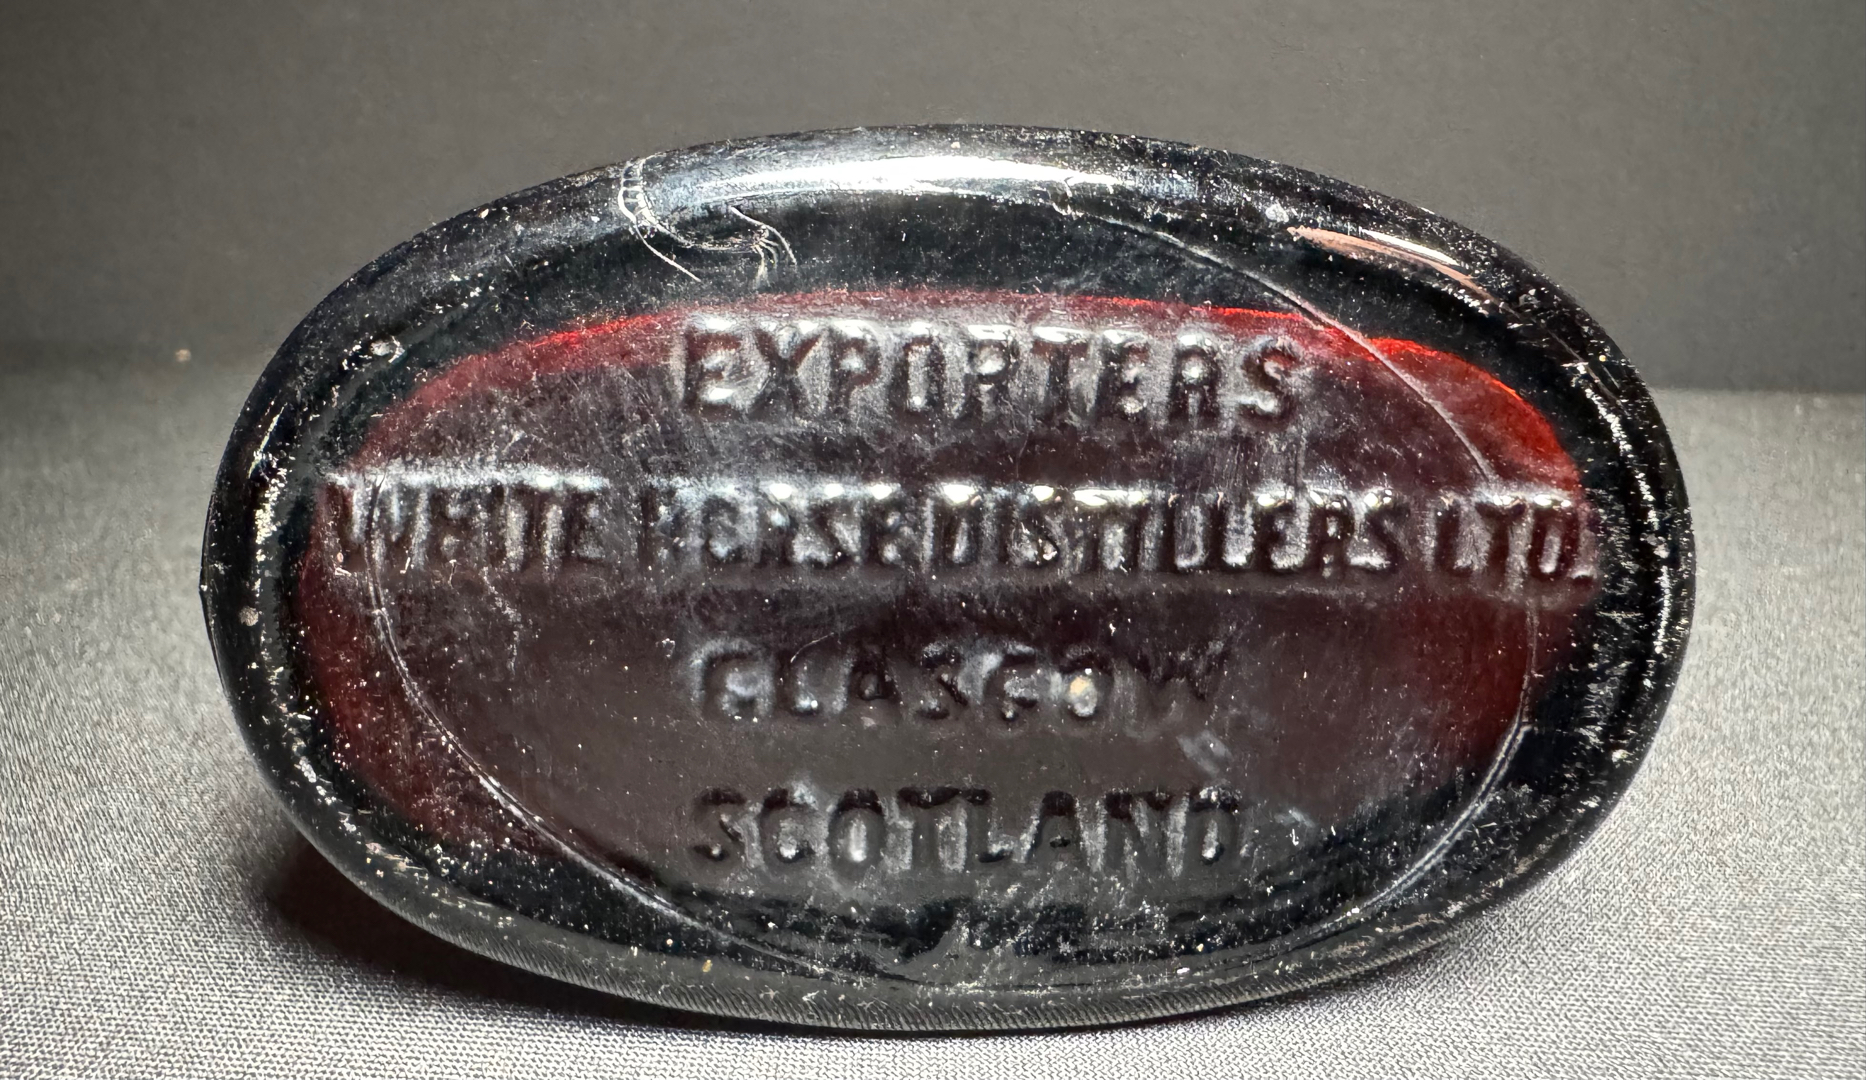 EXPORTERS
WHITE HORSE DISTILLERS LTD.
GLASGOW
SCOTLAND